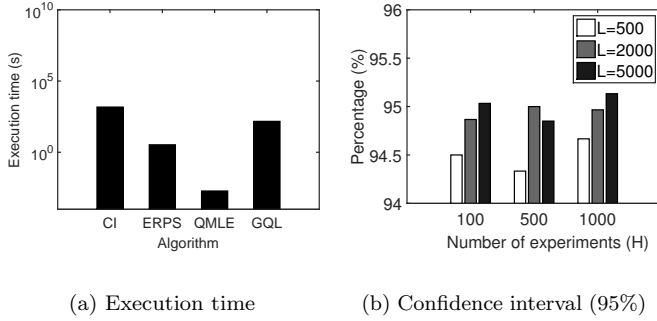 10^10
10^5
10^0
Execution time (s)
CI ERPS QMLE GQL
Algorithm
(a) Execution time
96
95.5
95
94.5
94
Percentage (%)
L=500
L=2000
L=5000
100 500 1000
Number of experiments (H)
(b) Confidence interval (95%)